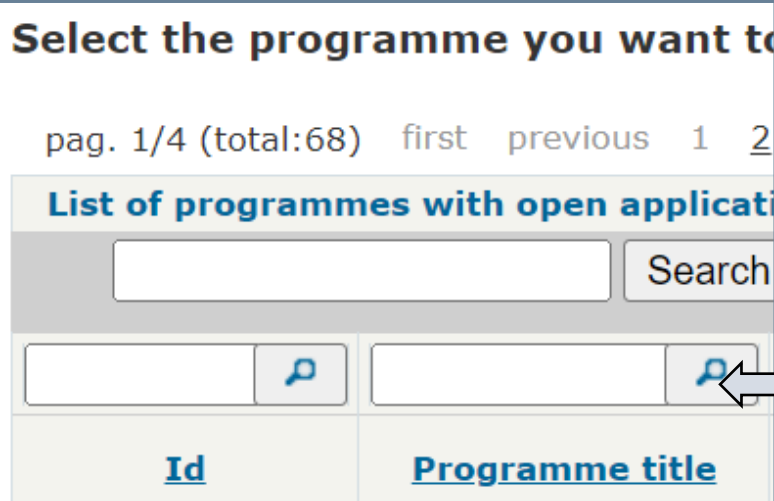 Select the programme you want to
pag. 1/4 (total:68) first previous 1 2
List of programmes with open applicati
Search
Id Programme title